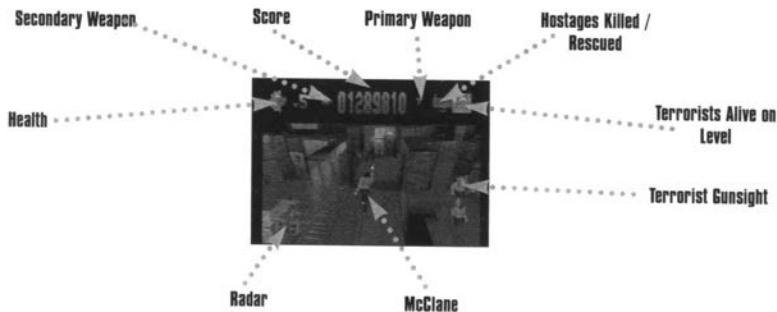 Secondary Weapon
Score
Primary Weapon
Hostages Killed /
Rescued
Health
01289810
Terrorists Alive on
Level
Terrorist Gunsight
Radar
McClane